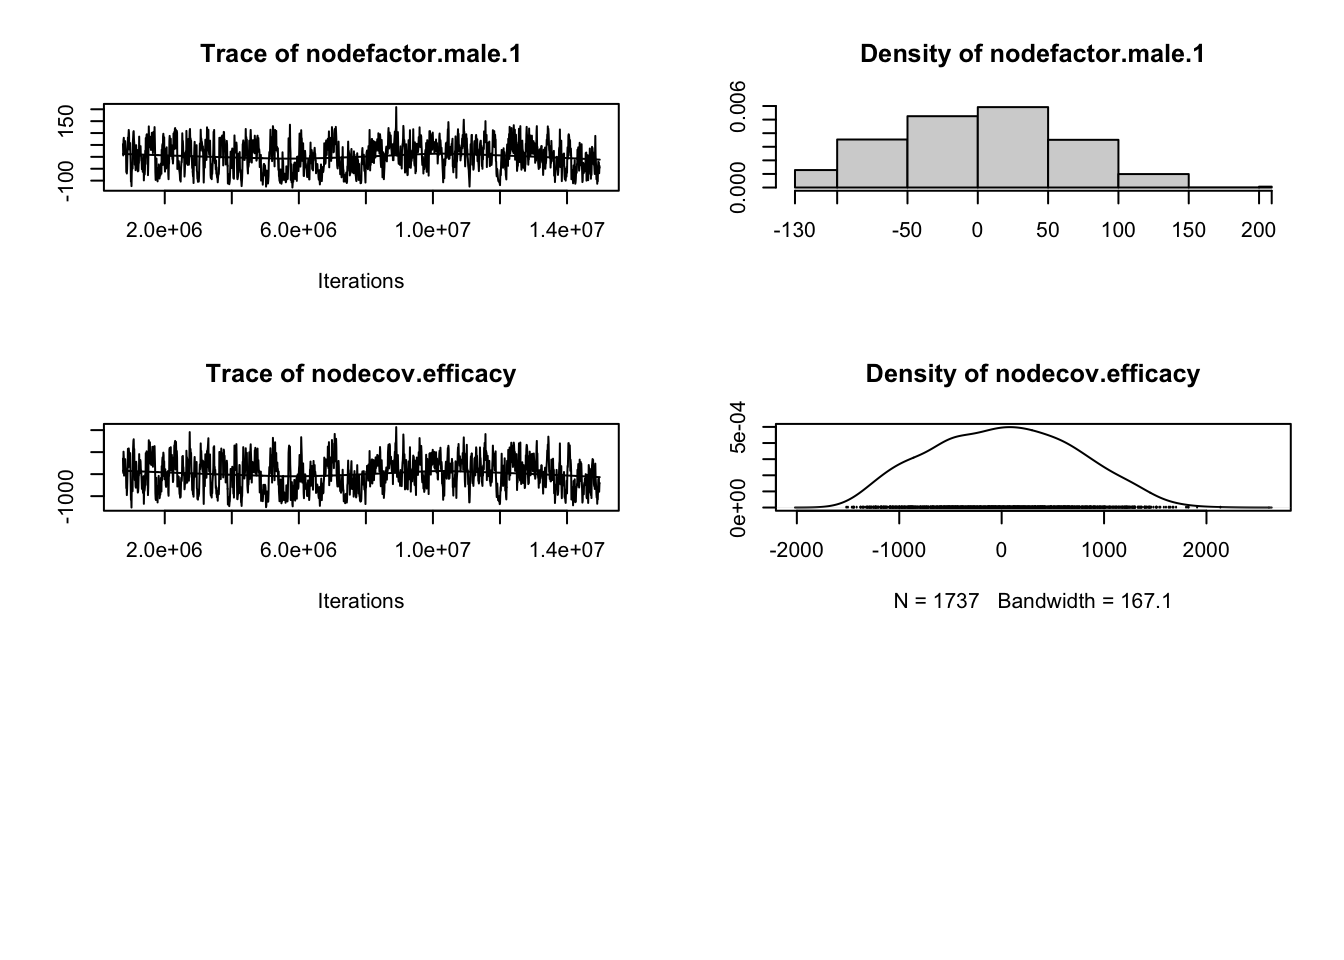 Trace of nodefactor.male.1
150
-100
2.0e+06 6.0e+06 1.0e+07 1.4e+07
Iterations
Density of nodefactor.male.1
0.006
0.000
-130 -50 0 50 100 150 200
Trace of nodecov.efficacy
-1000
2.0e+06 6.0e+06 1.0e+07 1.4e+07
Iterations
Density of nodecov.efficacy
5e-04
0e+00
-2000 -1000 0 1000 2000
N = 1737 Bandwidth = 167.1